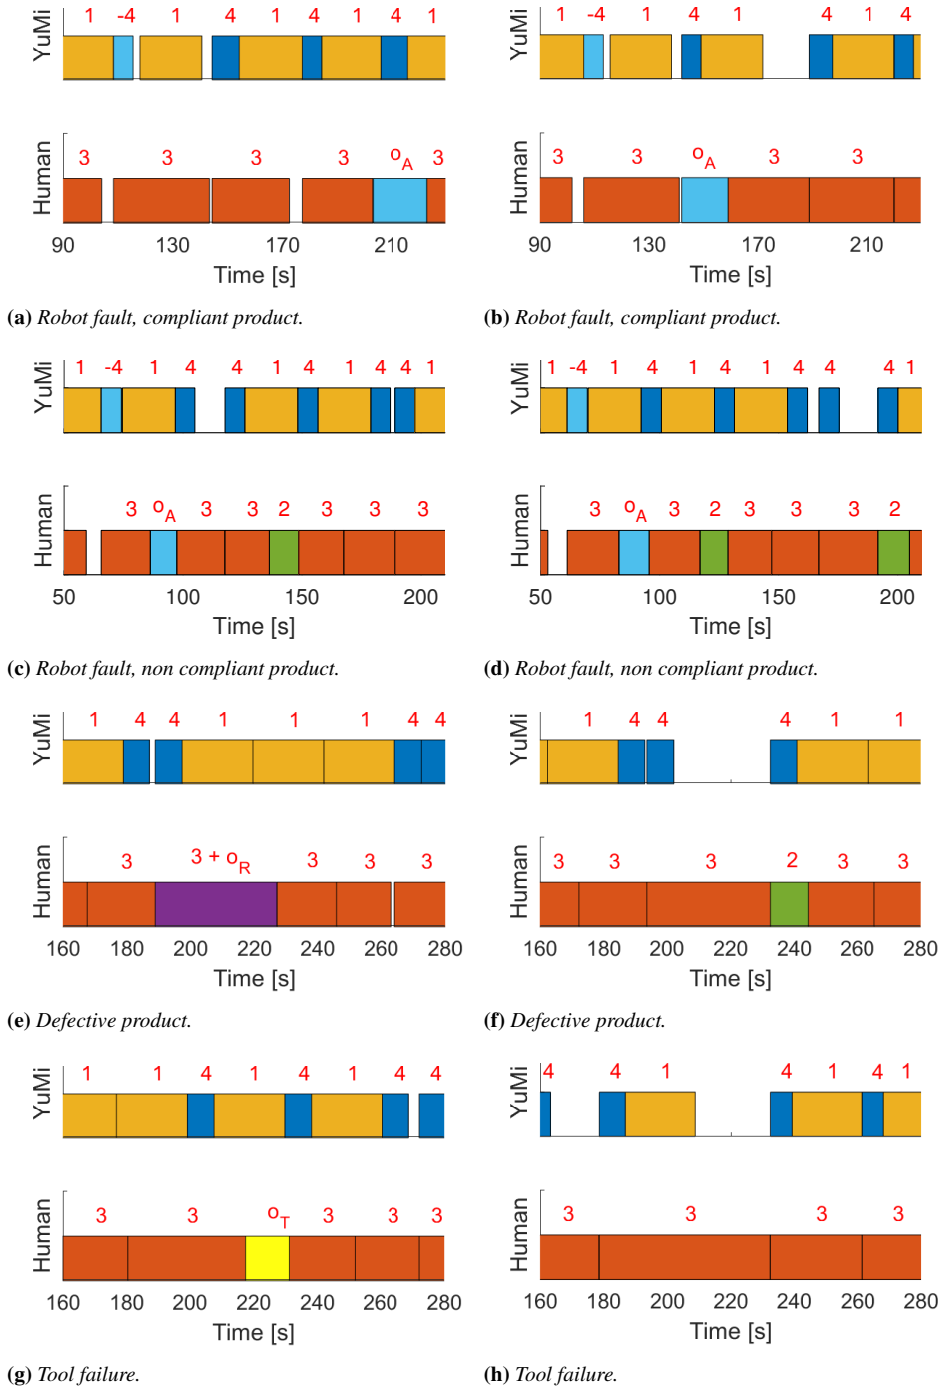 1 -4 1 4 1 4 1 4 1
YuMi
3 3 3 3 oA 3
Human
90 130 170 210
Time [s]
(a) Robot fault, compliant product.
1 -4 1 4 1 4 1 4
YuMi
3 3 oA 3 3
Human
90 130 170 210
Time [s]
(b) Robot fault, compliant product.
1 -4 1 4 4 1 4 1 4 4 1
YuMi
3 oA 3 3 2 3 3 3
Human
50 100 150 200
Time [s]
(c) Robot fault, non compliant product.
1 -4 1 4 1 4 1 4 4 4 1
YuMi
3 oA 3 2 3 3 3 2
Human
50 100 150 200
Time [s]
(d) Robot fault, non compliant product.
1 4 4 1 1 1 4 4
YuMi
3 3 + oR 3 3 3
Human
160 180 200 220 240 260 280
Time [s]
(e) Defective product.
1 4 4 4 1 1
YuMi
3 3 3 2 3 3
Human
160 180 200 220 240 260 280
Time [s]
(f) Defective product.
1 1 4 1 4 1 4 4
YuMi
3 3 oT 3 3 3
Human
160 180 200 220 240 260 280
Time [s]
(g) Tool failure.
4 4 1 4 1 4 1
YuMi
3 3 3 3
Human
160 180 200 220 240 260 280
Time [s]
(h) Tool failure.